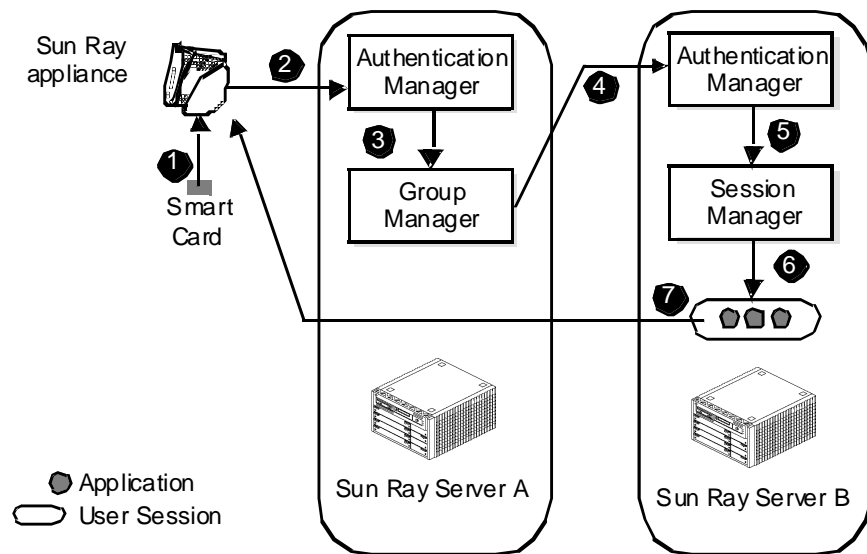 Sun Ray
appliance
1
Smart
Card
2
Authentication
Manager
3
Group
Manager
4
Authentication
Manager
5
Session
Manager
6
7
Sun Ray Server A
Sun Ray Server B
Application
User Session